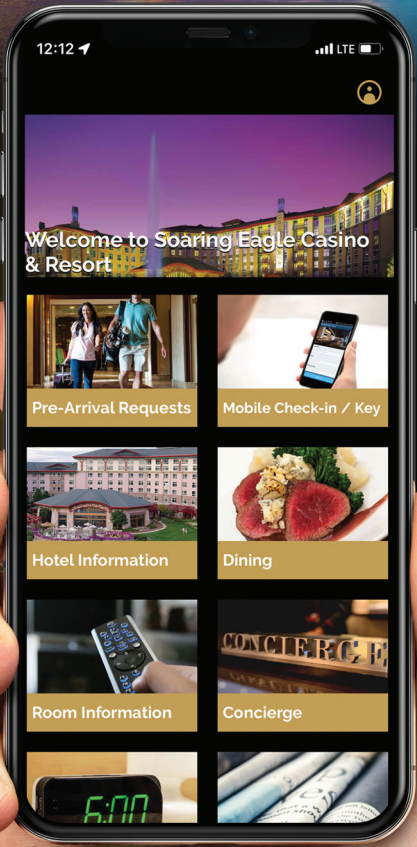 12:12
LTE
Welcome to Soaring Eagle Casino
& Resort
Pre-Arrival Requests
Mobile Check-in / Key
Hotel Information
Dining
CONCIERGE
Room Information
Concierge
6:00